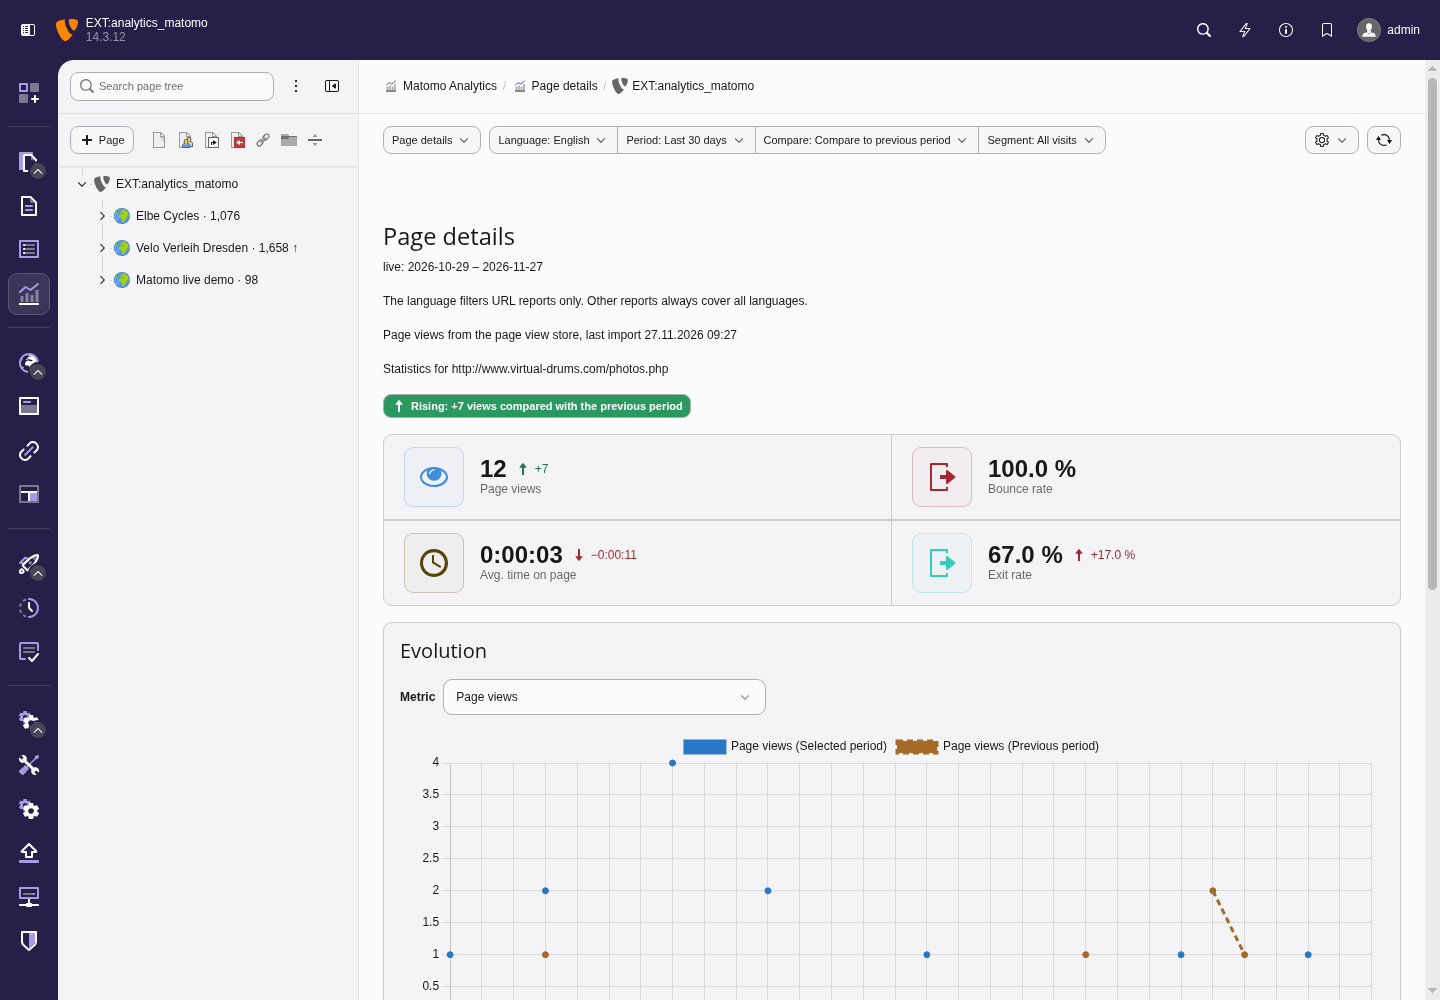 EXT:analytics_matomo
14.3.12
admin
Search page tree
Page
EXT:analytics_matomo
Elbe Cycles · 1,076
Velo Verleih Dresden · 1,658 ↑
Matomo live demo · 98
Matomo Analytics / Page details / EXT:analytics_matomo
Page details
Language: English
Period: Last 30 days
Compare: Compare to previous period
Segment: All visits
Page details
live: 2026-10-29 – 2026-11-27
The language filters URL reports only. Other reports always cover all languages.
Page views from the page view store, last import 27.11.2026 09:27
Statistics for http://www.virtual-drums.com/photos.php
Rising: +7 views compared with the previous period
12 +7
Page views
100.0 %
Bounce rate
0:00:03 −0:00:11
Avg. time on page
67.0 % +17.0 %
Exit rate
Evolution
Metric Page views
Page views (Selected period) Page views (Previous period)
4
3.5
3
2.5
2
1.5
1
0.5